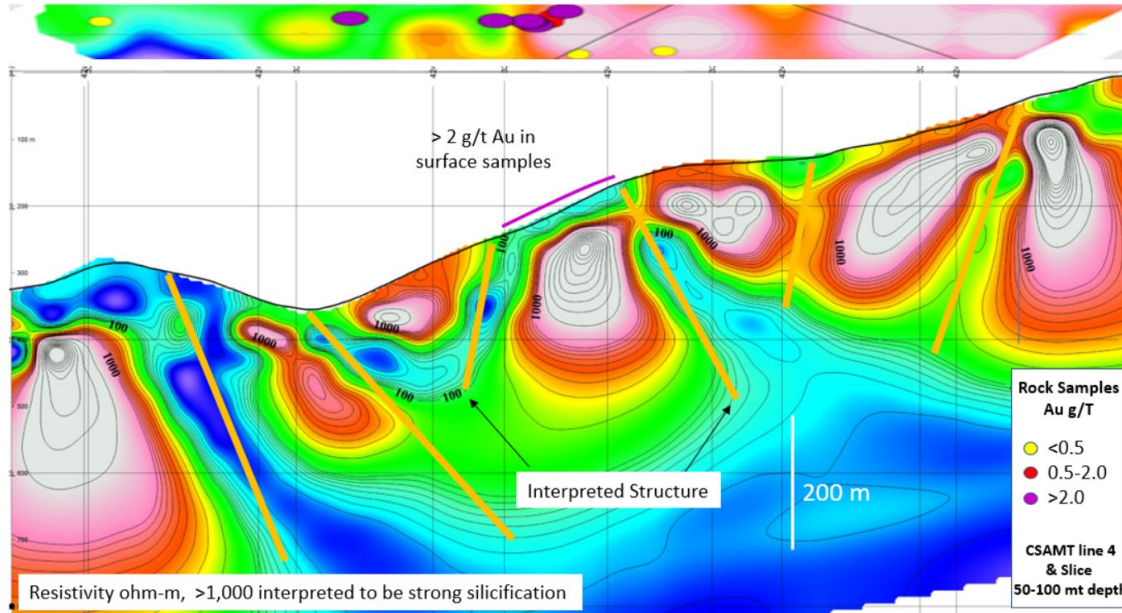 > 2 g/t Au in
surface samples
100 m
200
300
100
1000
100
1000
1000
100
100
1000
100
1000
1000
1000
500
600
700
Interpreted Structure
200 m
Rock Samples
Au g/T
<0.5
0.5-2.0
>2.0
CSAMT line 4
& Slice
50-100 mt depth
Resistivity ohm-m, >1,000 interpreted to be strong silicification